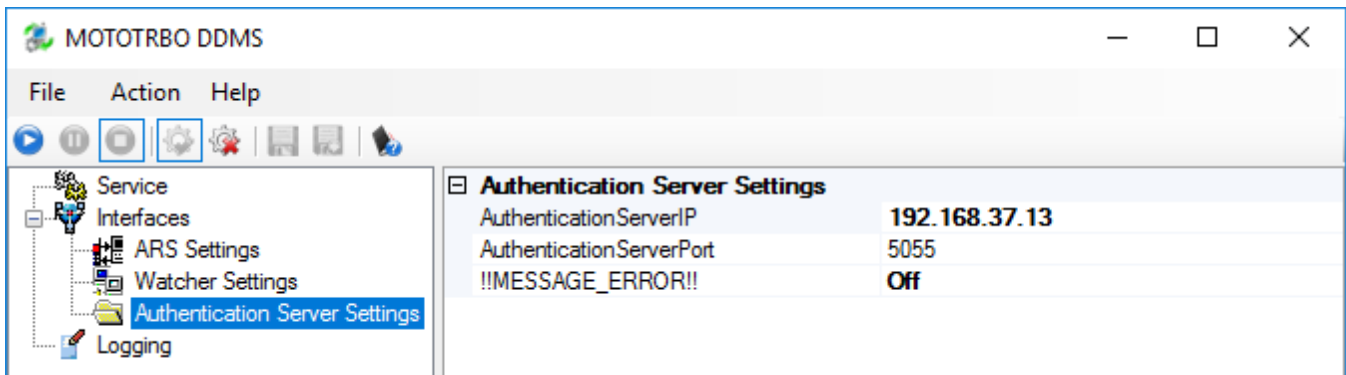 MOTOTRBO DDMS
File Action Help
Service
Interfaces
ARS Settings
Watcher Settings
Authentication Server Settings
Logging
Authentication Server Settings
AuthenticationServerIP 192.168.37.13
AuthenticationServerPort 5055
!!MESSAGE_ERROR!! Off